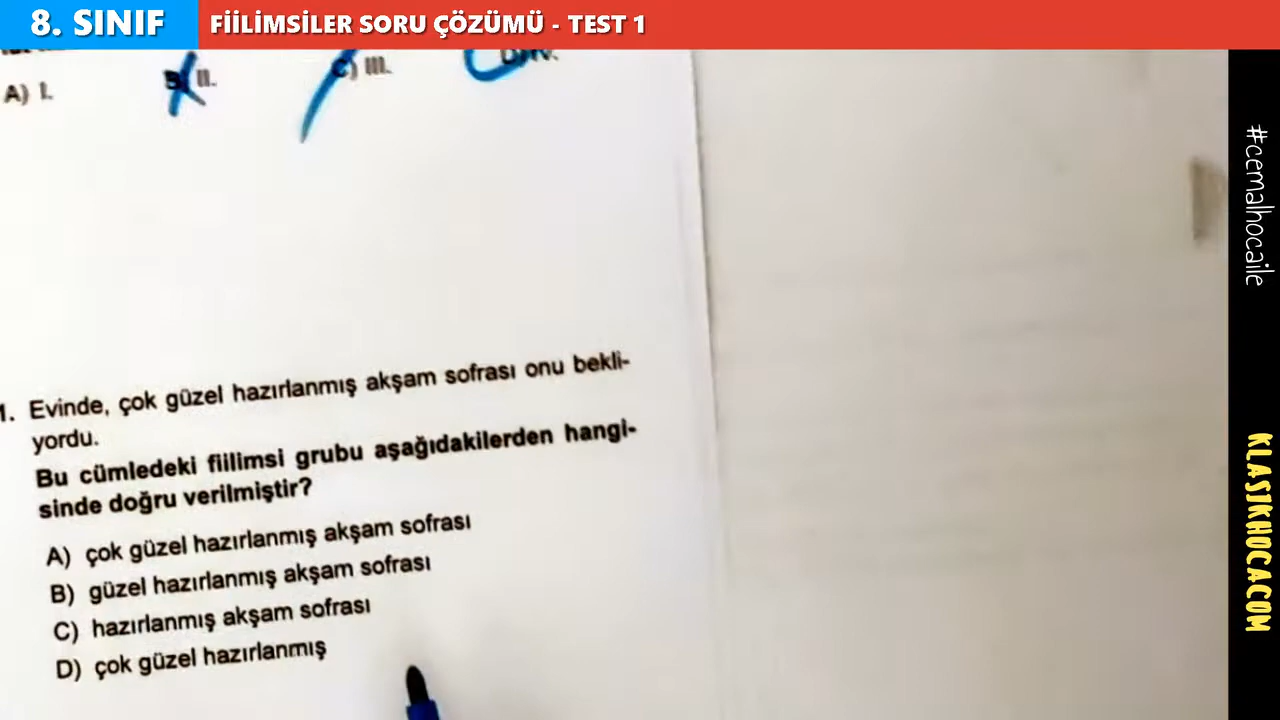 8. SINIF
FİİLİMSİLER SORU ÇÖZÜMÜ - TEST 1
A) I.
B) II.
C) III.
1. Evinde, çok güzel hazırlanmış akşam sofrası onu bekli-
yordu.
Bu cümledeki fiilimsi grubu aşağıdakilerden hangi-
sinde doğru verilmiştir?
A) çok güzel hazırlanmış akşam sofrası
B) güzel hazırlanmış akşam sofrası
C) hazırlanmış akşam sofrası
D) çok güzel hazırlanmış
#cemalhocaile
KLASIKHOCA.COM